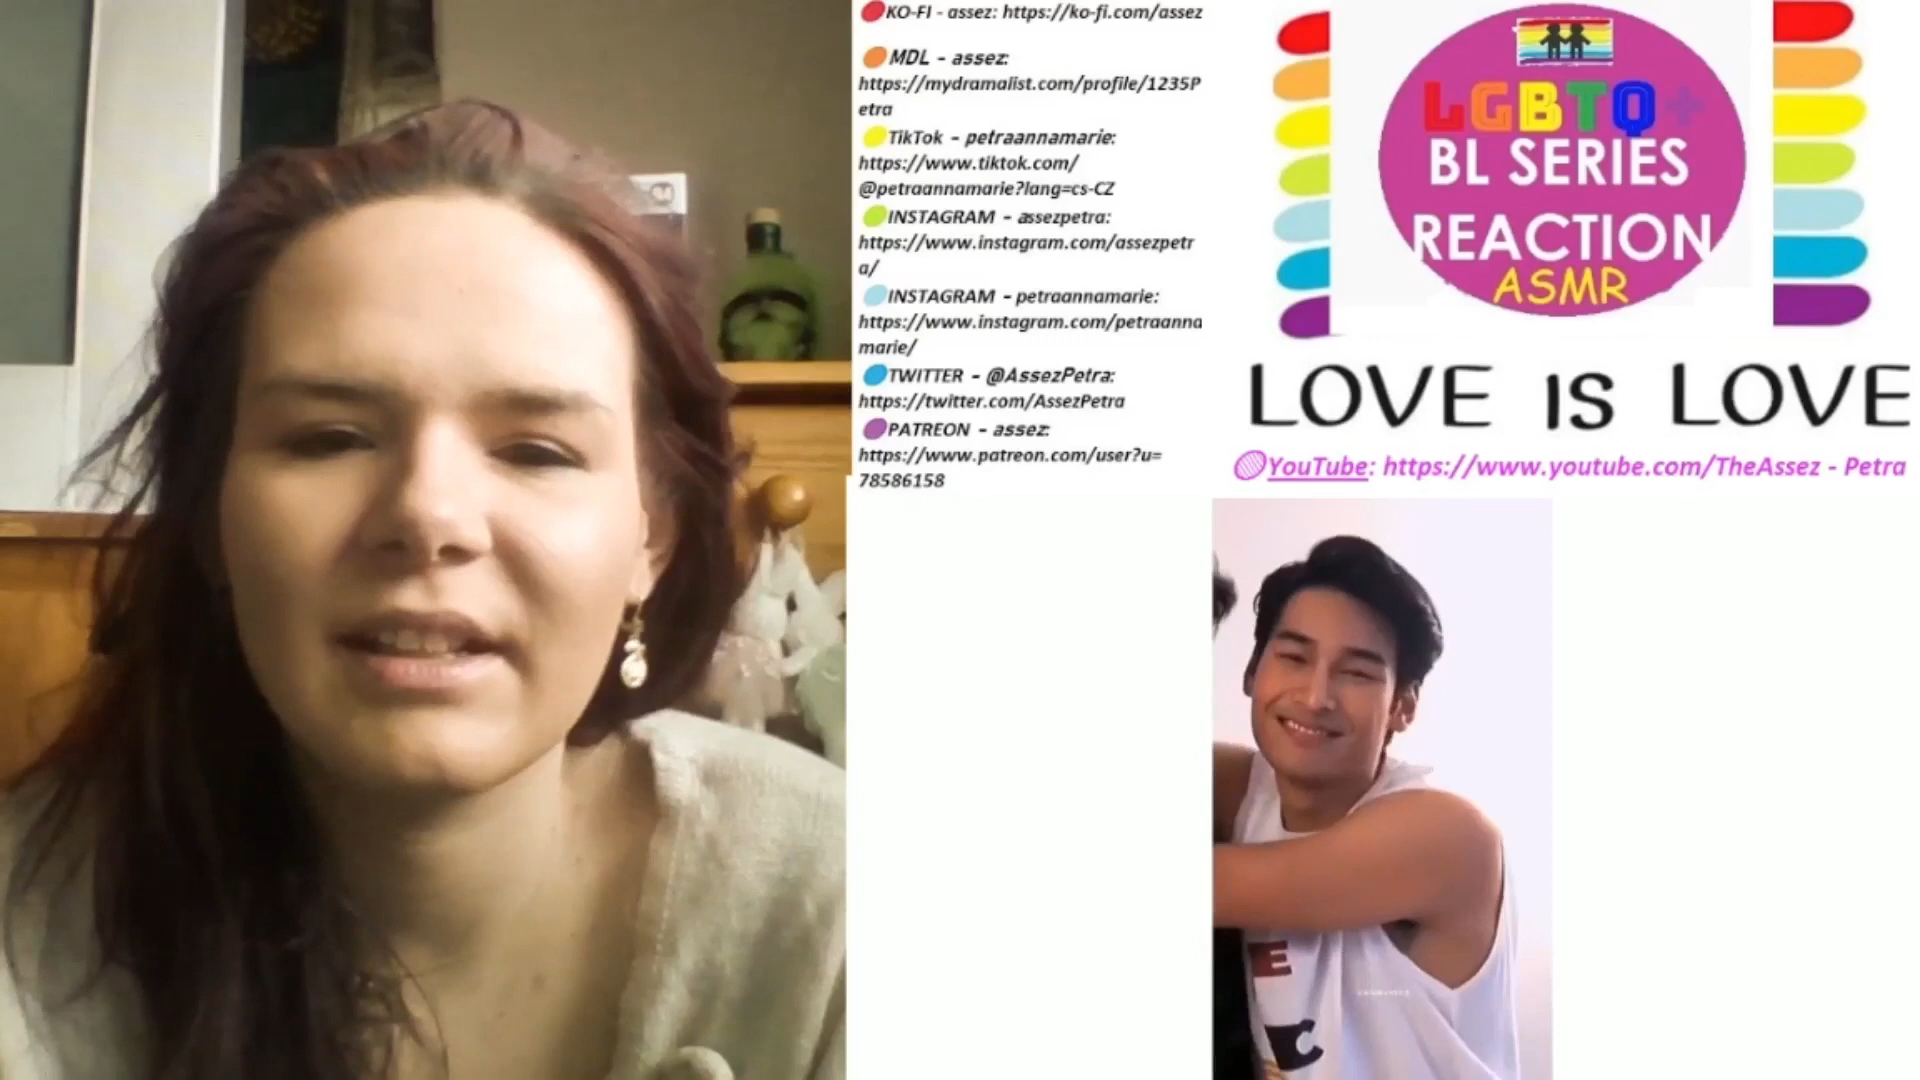 KO-FI - assez: https://ko-fi.com/assez
MDL - assez:
https://mydramalist.com/profile/1235P
etra
TikTok - petraannamarie:
https://www.tiktok.com/
@petraannamarie?lang=cs-CZ
INSTAGRAM - assezpetra:
https://www.instagram.com/assezpetr
a/
INSTAGRAM - petraannamarie:
https://www.instagram.com/petraanna
marie/
TWITTER - @AssezPetra:
https://twitter.com/AssezPetra
PATREON - assez:
https://www.patreon.com/user?u=
78586158
LGBTQ+
BL SERIES
REACTION
ASMR
LOVE IS LOVE
YouTube: https://www.youtube.com/TheAssez - Petra
E
C